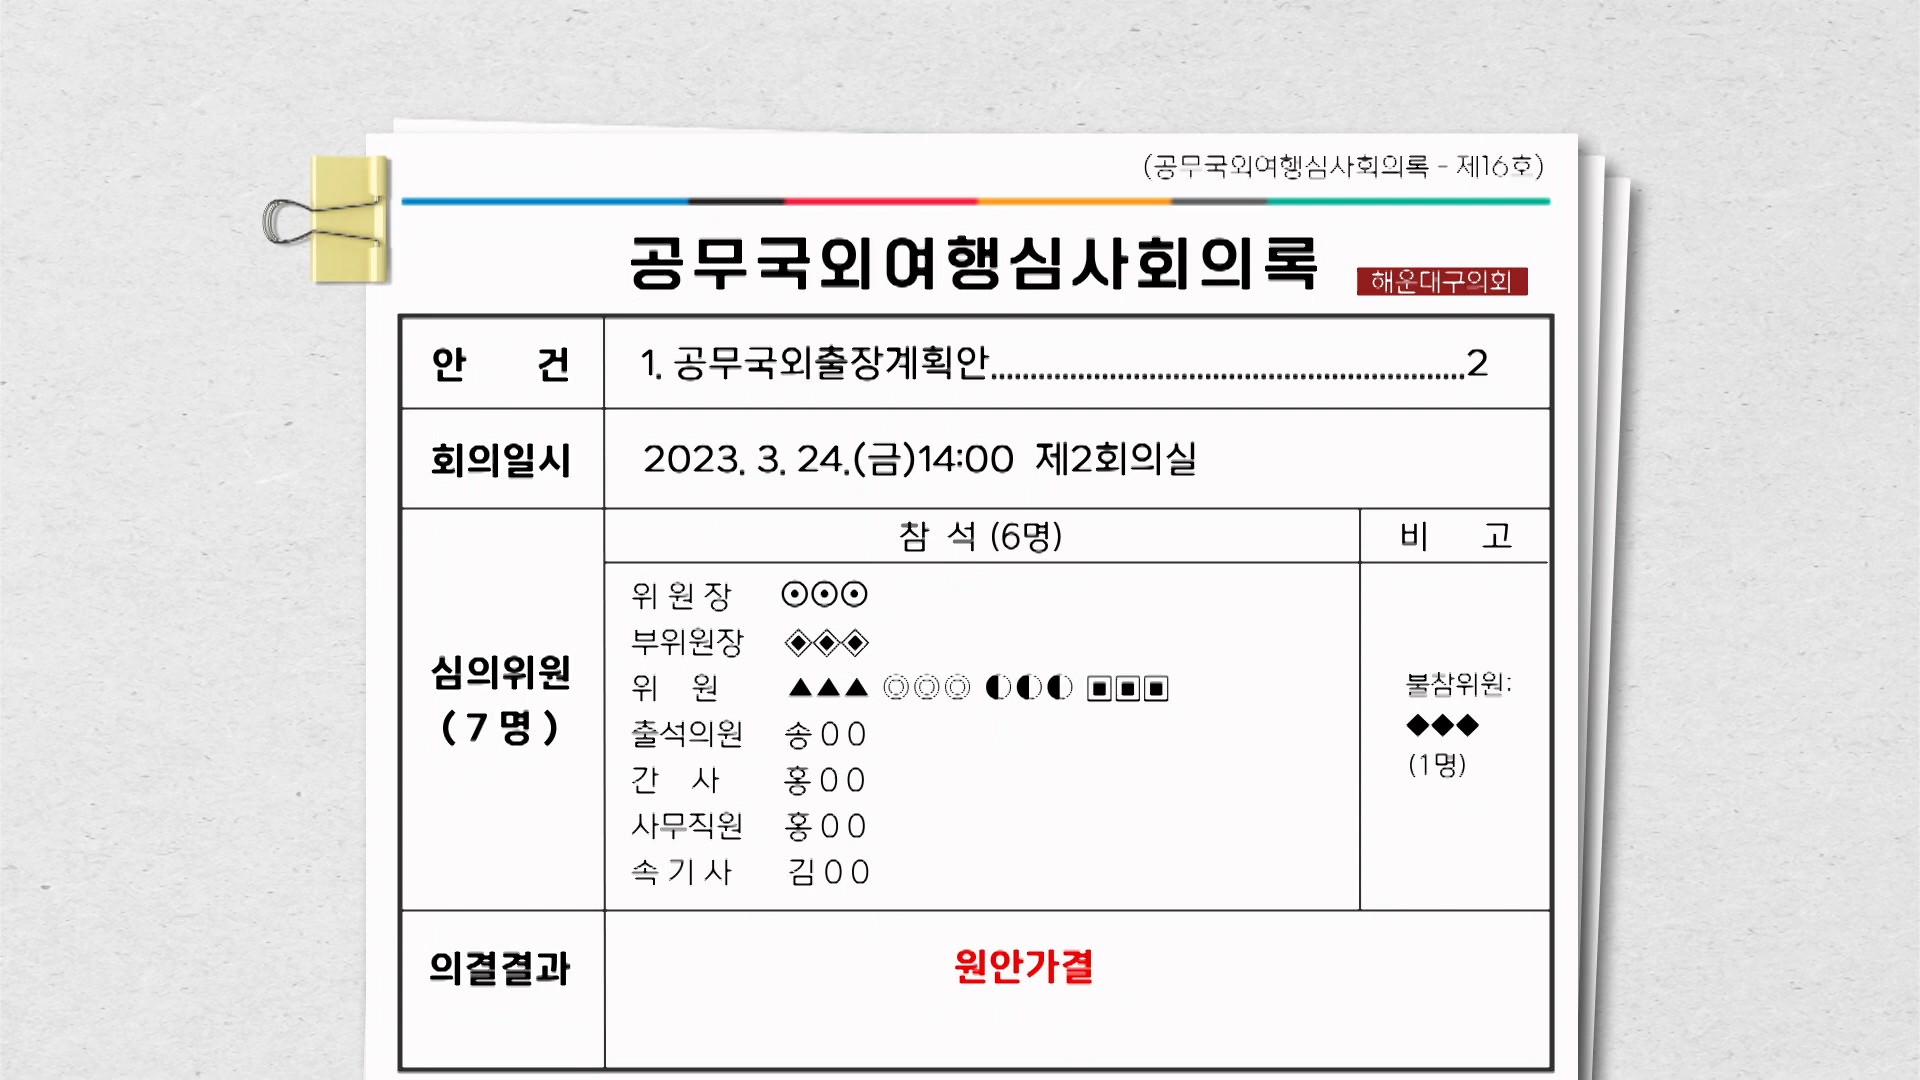 (공무국외여행심사회의록 - 제16호)
공무국외여행심사회의록 해운대구의회
안 건 1. 공무국외출장계획안............................................................2
회의일시 2023. 3. 24.(금)14:00 제2회의실
참 석 (6명) 비 고
위 원 장 ⊙⊙⊙
부위원장 ◈◈◈
위 원 ▲▲▲ ◎◎◎ ◐◐◐ ▣▣▣
출석의원 송 0 0
간 사 홍 0 0
사무직원 홍 0 0
속 기 사 김 0 0
심의위원
( 7 명 )
불참위원:
◆◆◆
(1명)
의결결과 원안가결